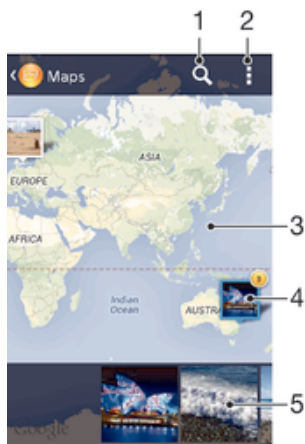 1 2
Maps
ASIA
EUROPE
3
AFRICA
Indian
Ocean
AUSTRA
4
5
Google